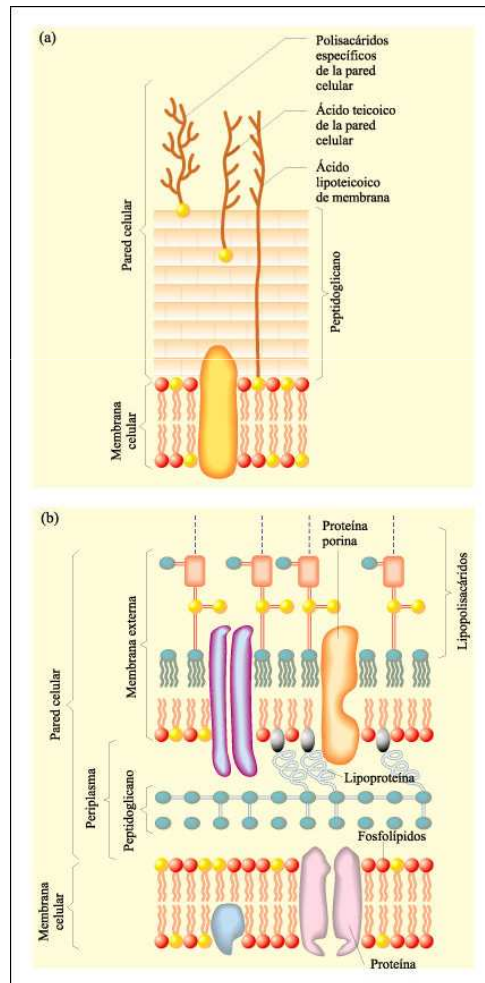 (a)
Polisacáridos
específicos
de la pared
celular
Ácido teicoico
de la pared
celular
Ácido
lipoteicoico
de membrana
Pared celular
Peptidoglicano
Membrana
celular
(b)
Proteína
porina
Lipopolisacáridos
Membrana externa
Pared celular
Lipoproteína
Periplasma
Peptidoglicano
Fosfolípidos
Membrana
celular
Proteína